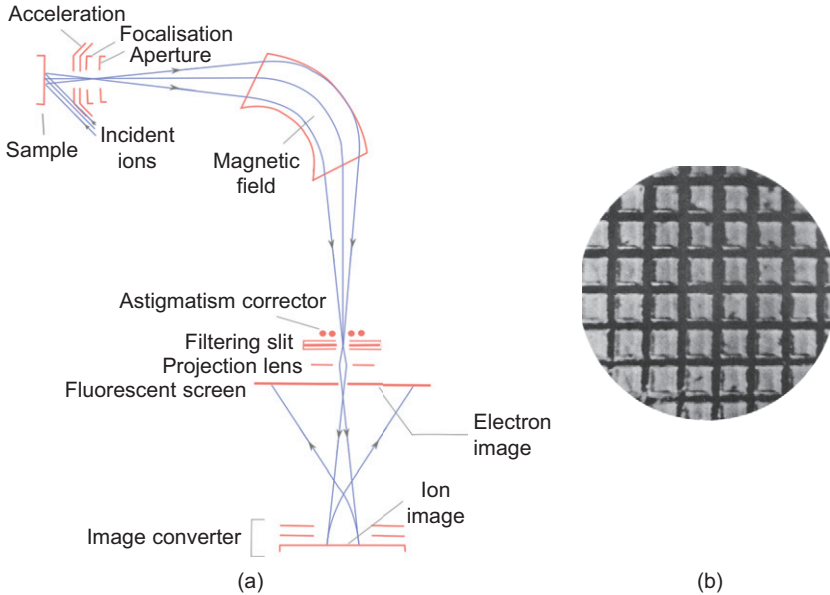 Acceleration
Focalisation
Aperture
Sample
Incident
ions
Magnetic
field
Astigmatism corrector
Filtering slit
Projection lens
Fluorescent screen
Electron
image
Ion
image
Image converter
(a)
(b)